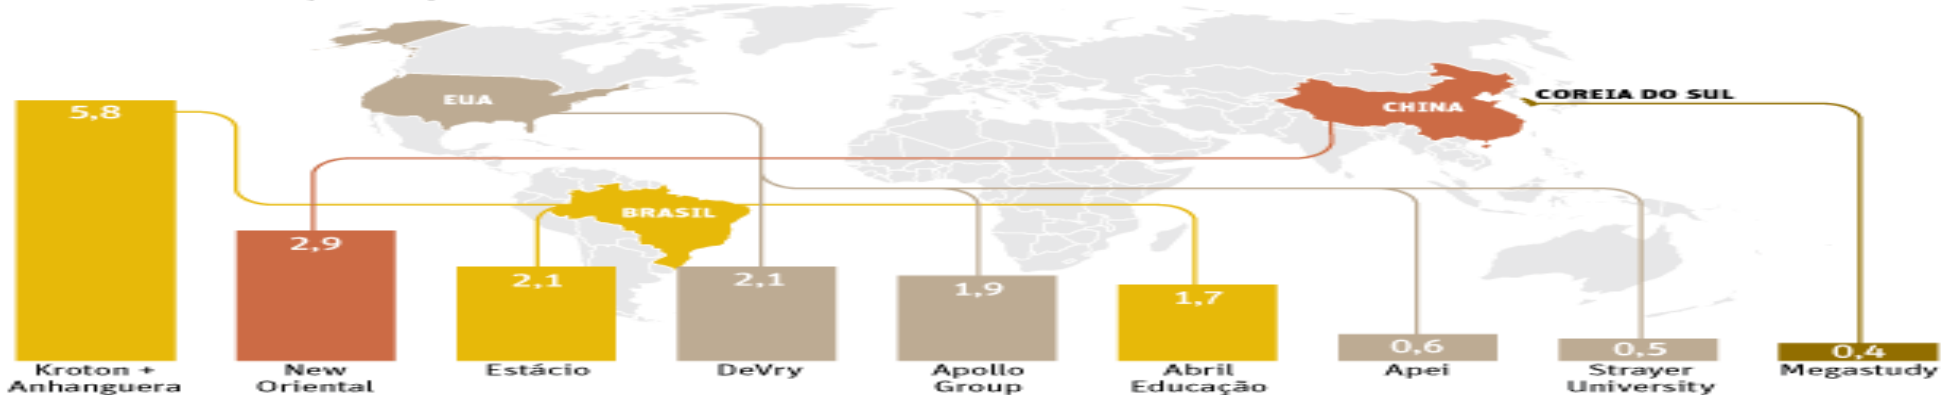 EUA
CHINA
COREIA DO SUL
BRASIL
5,8
2,9
2,1
2,1
1,9
1,7
0,6
0,5
0,4
Kroton +
Anhanguera
New
Oriental
Estácio
DeVry
Apollo
Group
Abril
Educação
Apei
Strayer
University
Megastudy